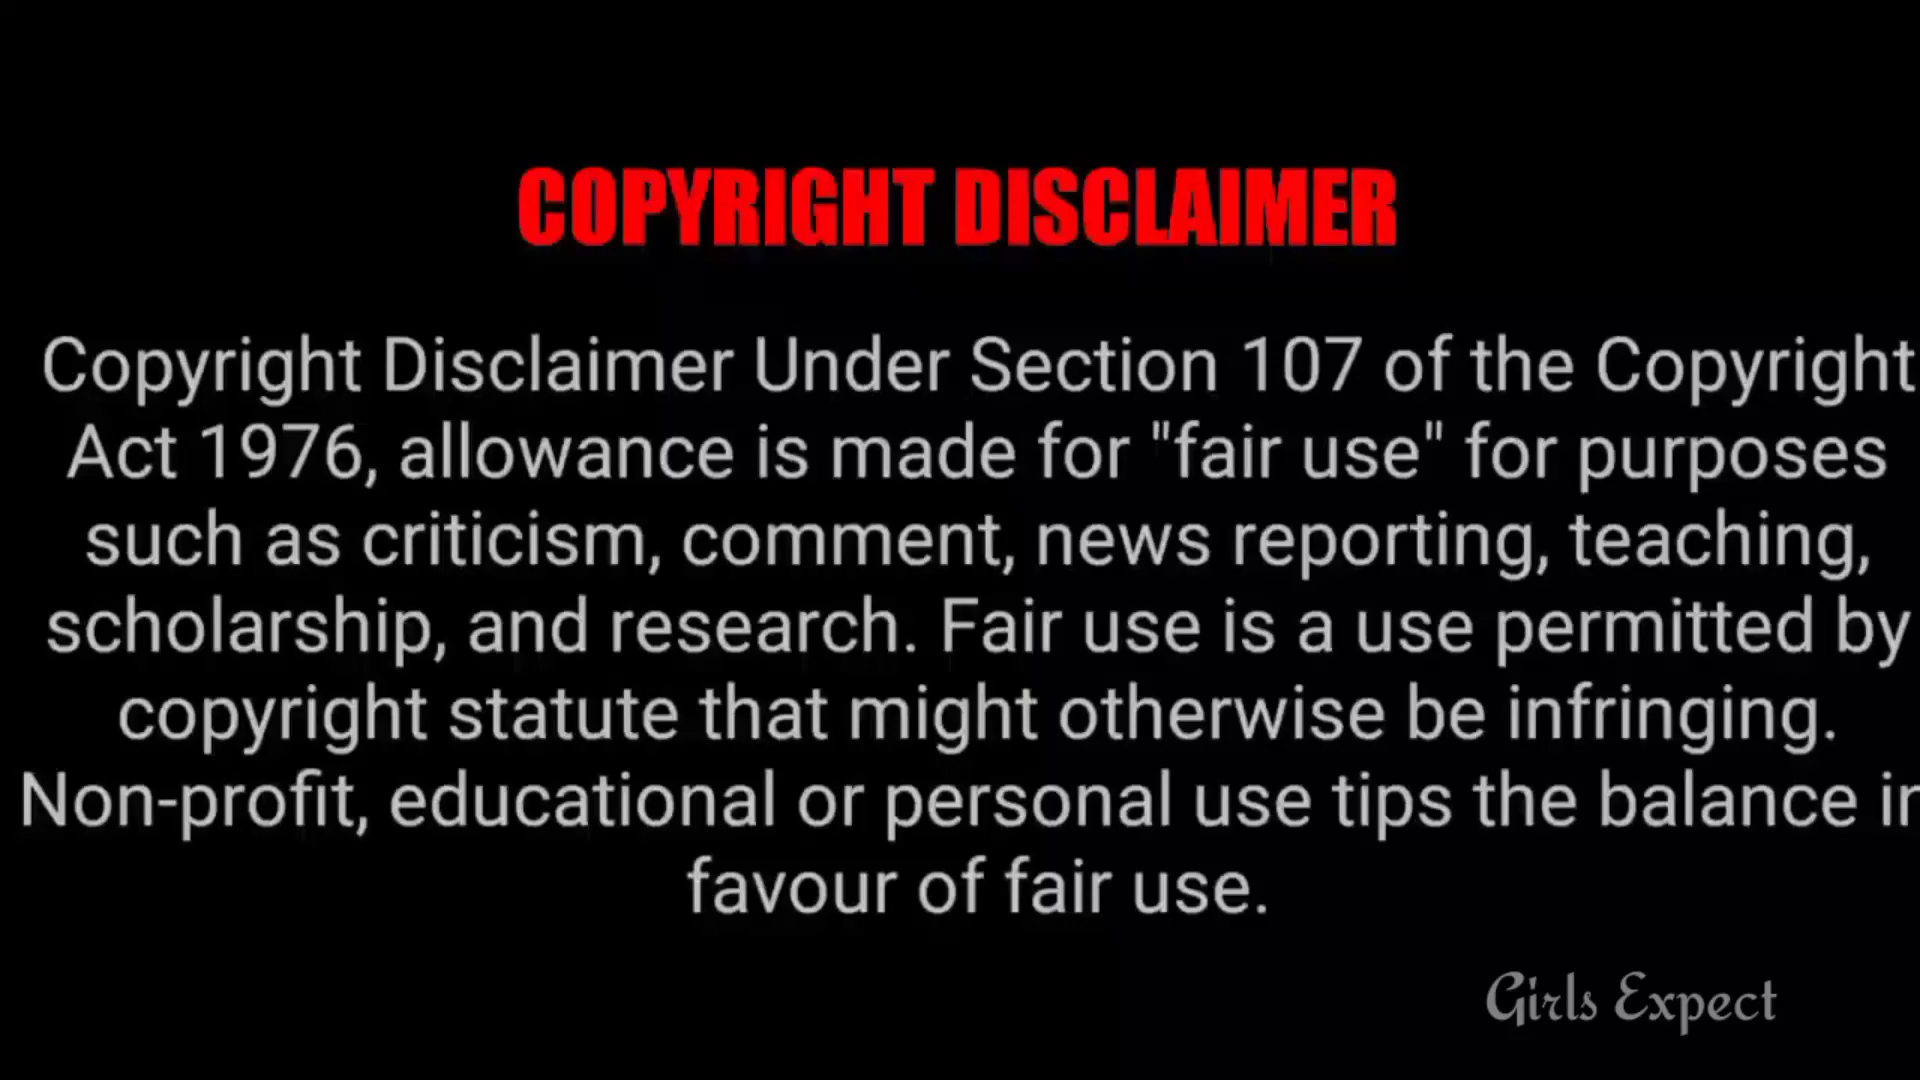 COPYRIGHT DISCLAIMER
Copyright Disclaimer Under Section 107 of the Copyright
Act 1976, allowance is made for "fair use" for purposes
such as criticism, comment, news reporting, teaching,
scholarship, and research. Fair use is a use permitted by
copyright statute that might otherwise be infringing.
Non-profit, educational or personal use tips the balance in
favour of fair use.
Girls Expect